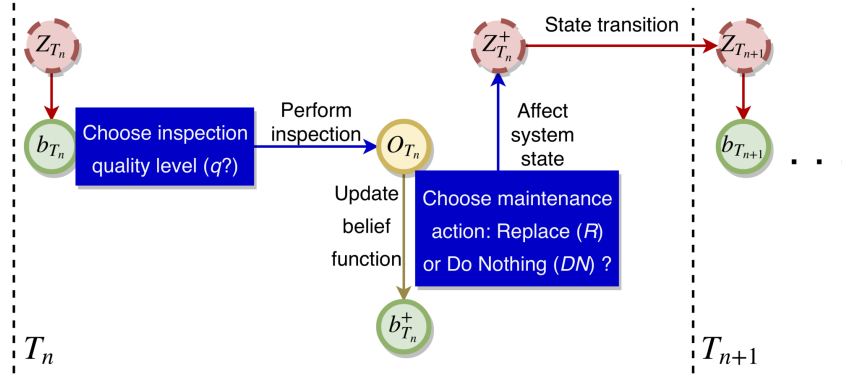 Z_{T_n}
b_{T_n}
Choose inspection
quality level (q?)
Perform
inspection
O_{T_n}
Update
belief
function
b^+_{T_n}
Choose maintenance
action: Replace (R)
or Do Nothing (DN) ?
Affect
system
state
Z^+_{T_n}
State transition
Z_{T_{n+1}}
b_{T_{n+1}}
. . .
T_n
T_{n+1}